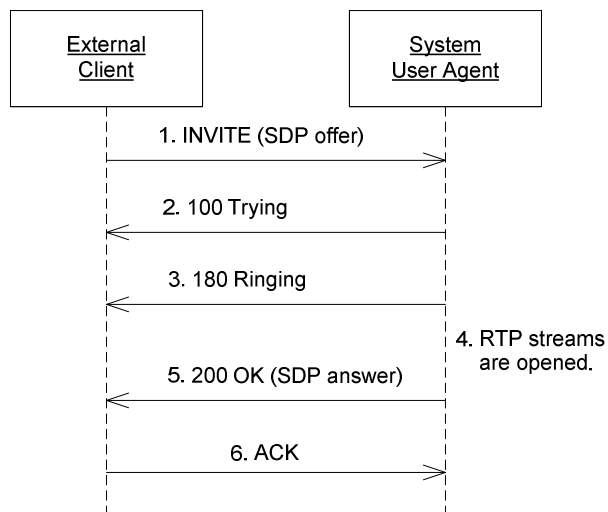 External
Client
System
User Agent
1. INVITE (SDP offer)
2. 100 Trying
3. 180 Ringing
4. RTP streams
are opened.
5. 200 OK (SDP answer)
6. ACK